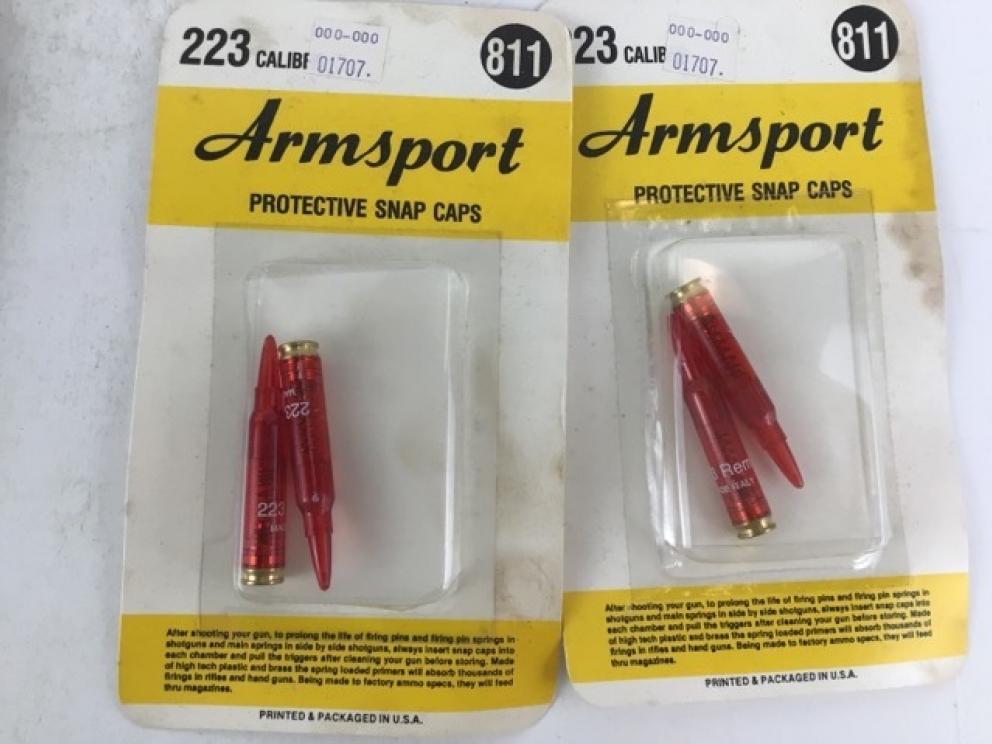 223 CALIBE
000-000
01707.
811
Armsport
PROTECTIVE SNAP CAPS
223
223
After shooting your gun, to prolong the life of firing pins and firing pin springs in
shotguns and main springs in side by side shotguns, always insert snap caps into
each chamber and pull the triggers after cleaning your gun before storing. Made
of high tech plastic and brass the spring loaded primers will absorb thousands of
firings in rifles and hand guns. Being made to factory ammo specs, they will feed
thru magazines.
PRINTED & PACKAGED IN U.S.A.
23 CALIB
000-000
01707.
811
Armsport
PROTECTIVE SNAP CAPS
Rem
ITALY
After shooting your gun, to prolong the life of firing pins and firing pin springs in
shotguns and main springs in side by side shotguns, always insert snap caps into
each chamber and pull the triggers after cleaning your gun before storing. Made
of high tech plastic and brass the spring loaded primers will absorb thousands of
firings in rifles and hand guns. Being made to factory ammo specs, they will feed
thru magazines.
PRINTED & PACKAGED IN U.S.A.